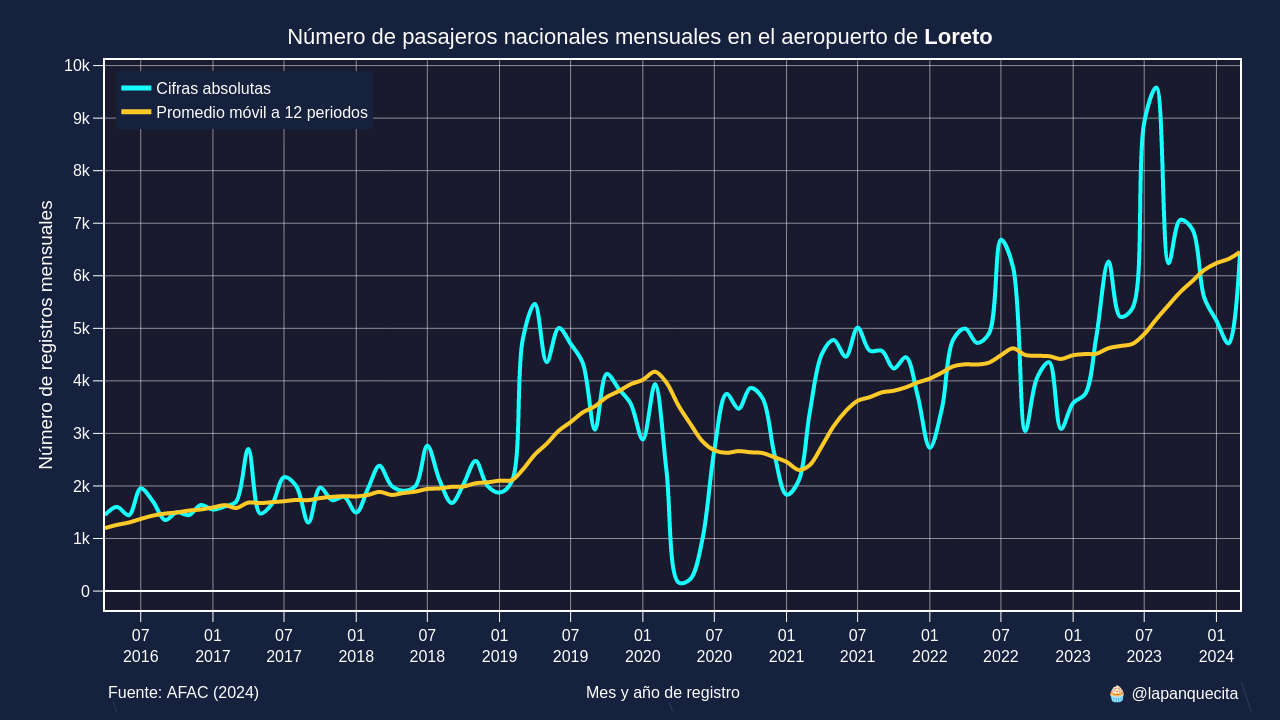 Número de pasajeros nacionales mensuales en el aeropuerto de Loreto
Cifras absolutas
Promedio móvil a 12 periodos
Número de registros mensuales
10k
9k
8k
7k
6k
5k
4k
3k
2k
1k
0
07 01 07 01 07 01 07 01 07 01 07 01 07 01 07 01
2016 2017 2017 2018 2018 2019 2019 2020 2020 2021 2021 2022 2022 2023 2023 2024
Fuente: AFAC (2024) Mes y año de registro 🧁 @lapanquecita